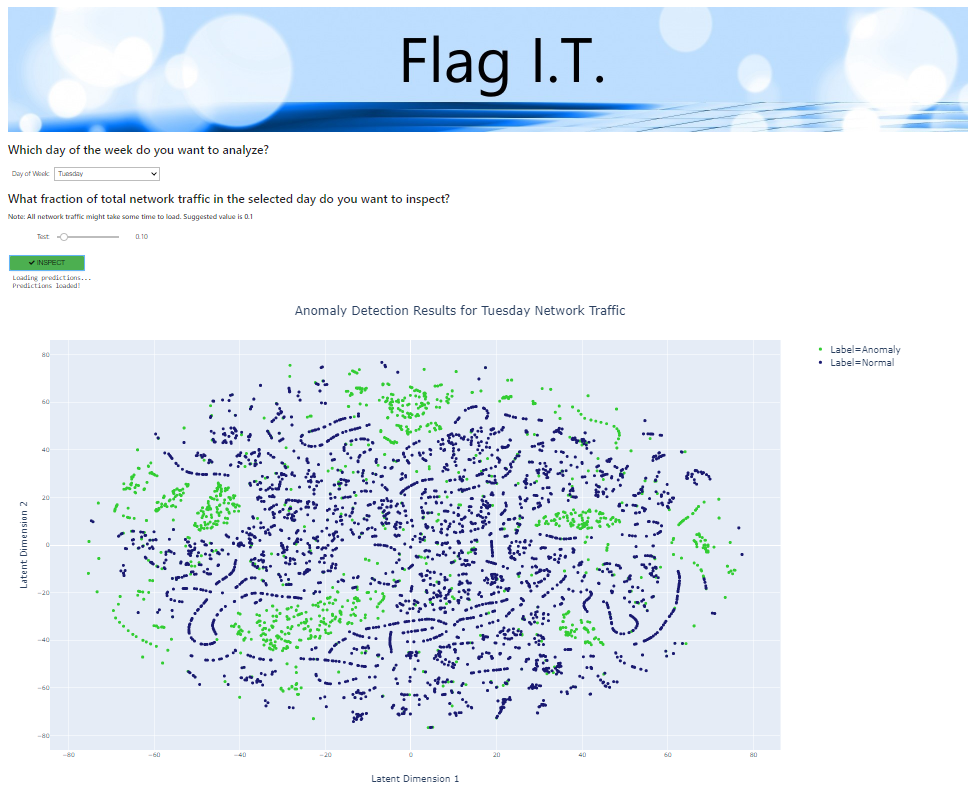 Flag I.T.
Which day of the week do you want to analyze?
Day of Week: Tuesday
What fraction of total network traffic in the selected day do you want to inspect?
Note: All network traffic might take some time to load. Suggested value is 0.1
Test 0.10
✔ INSPECT
Loading predictions...
Predictions loaded!
Anomaly Detection Results for Tuesday Network Traffic
Label=Anomaly
Label=Normal
80
60
40
20
0
−20
−40
−60
−80
Latent Dimension 2
−80 −60 −40 −20 0 20 40 60 80
Latent Dimension 1